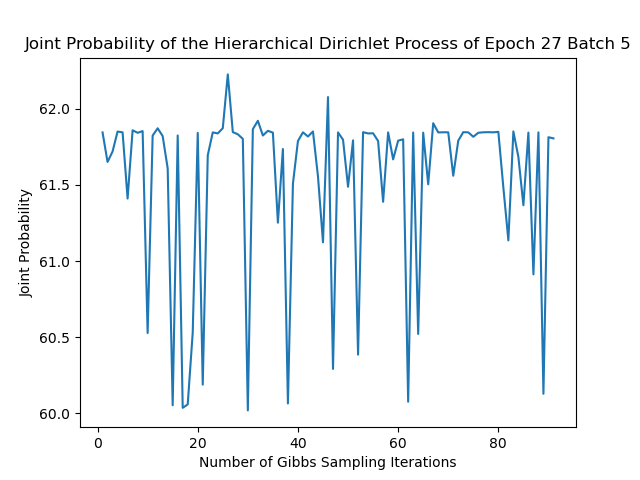 Joint Probability of the Hierarchical Dirichlet Process of Epoch 27 Batch 5
62.0
61.5
61.0
60.5
60.0
Joint Probability
0 20 40 60 80
Number of Gibbs Sampling Iterations